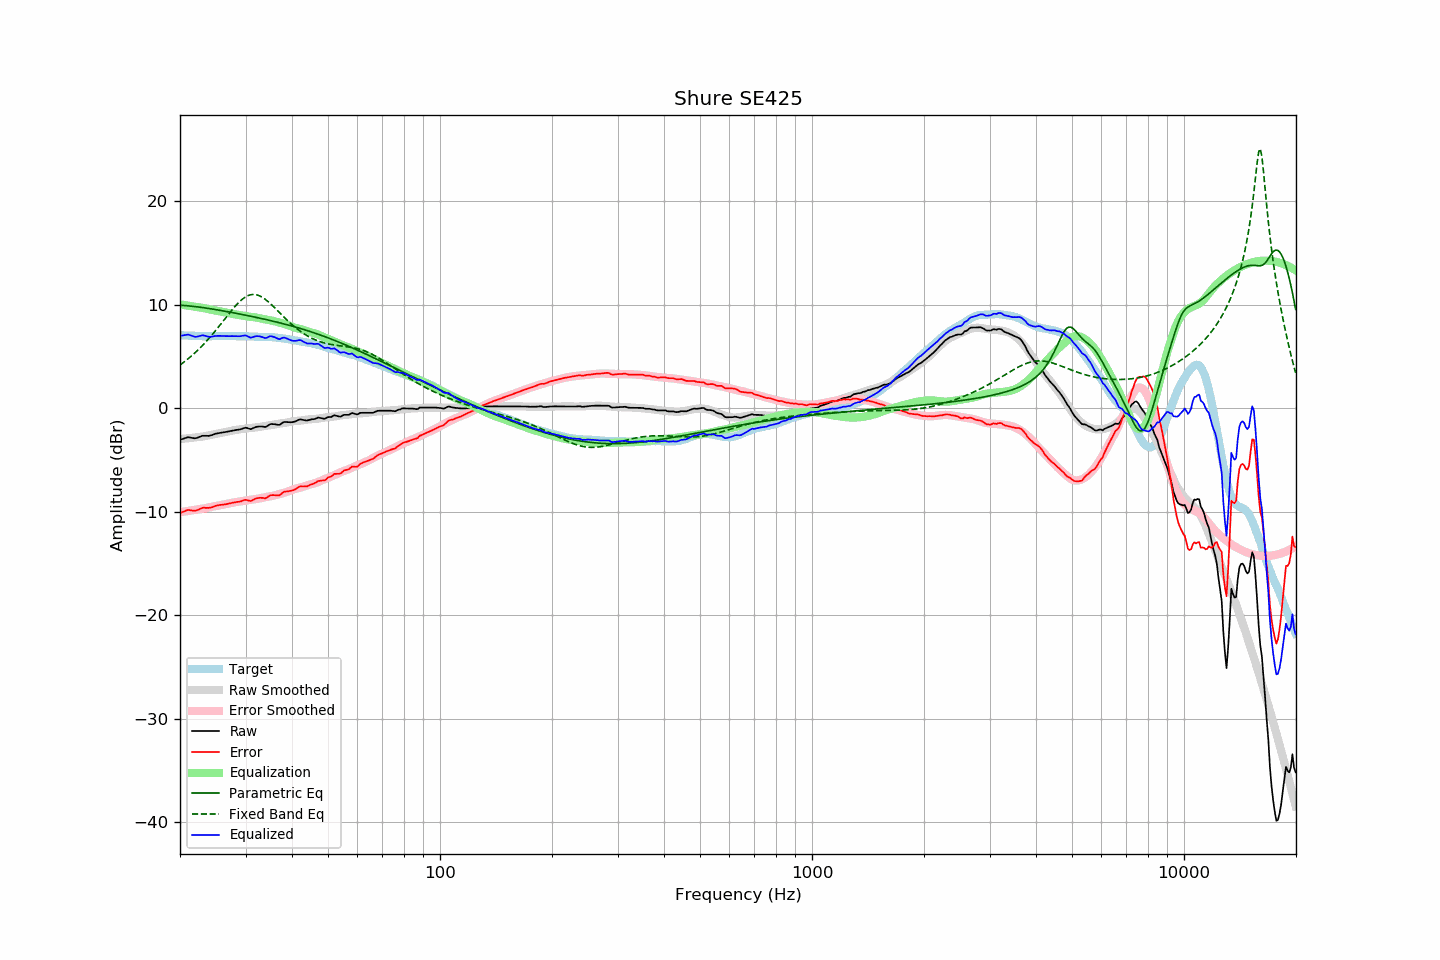 Shure SE425
Amplitude (dBr)
20
10
0
−10
−20
−30
−40
Target
Raw Smoothed
Error Smoothed
Raw
Error
Equalization
Parametric Eq
Fixed Band Eq
Equalized
100
1000
10000
Frequency (Hz)